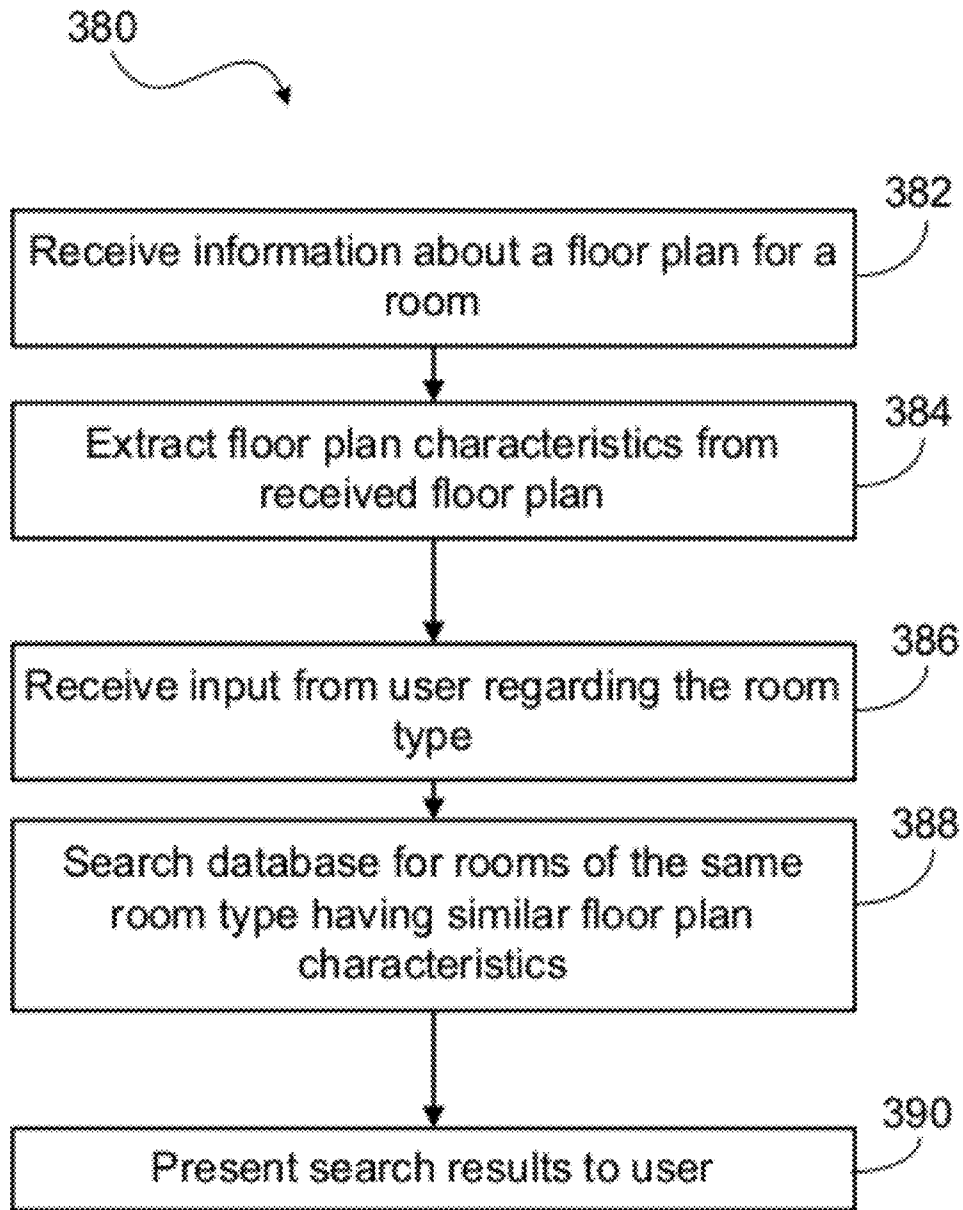 380
382
Receive information about a floor plan for a
room
384
Extract floor plan characteristics from
received floor plan
386
Receive input from user regarding the room
type
388
Search database for rooms of the same
room type having similar floor plan
characteristics
390
Present search results to user